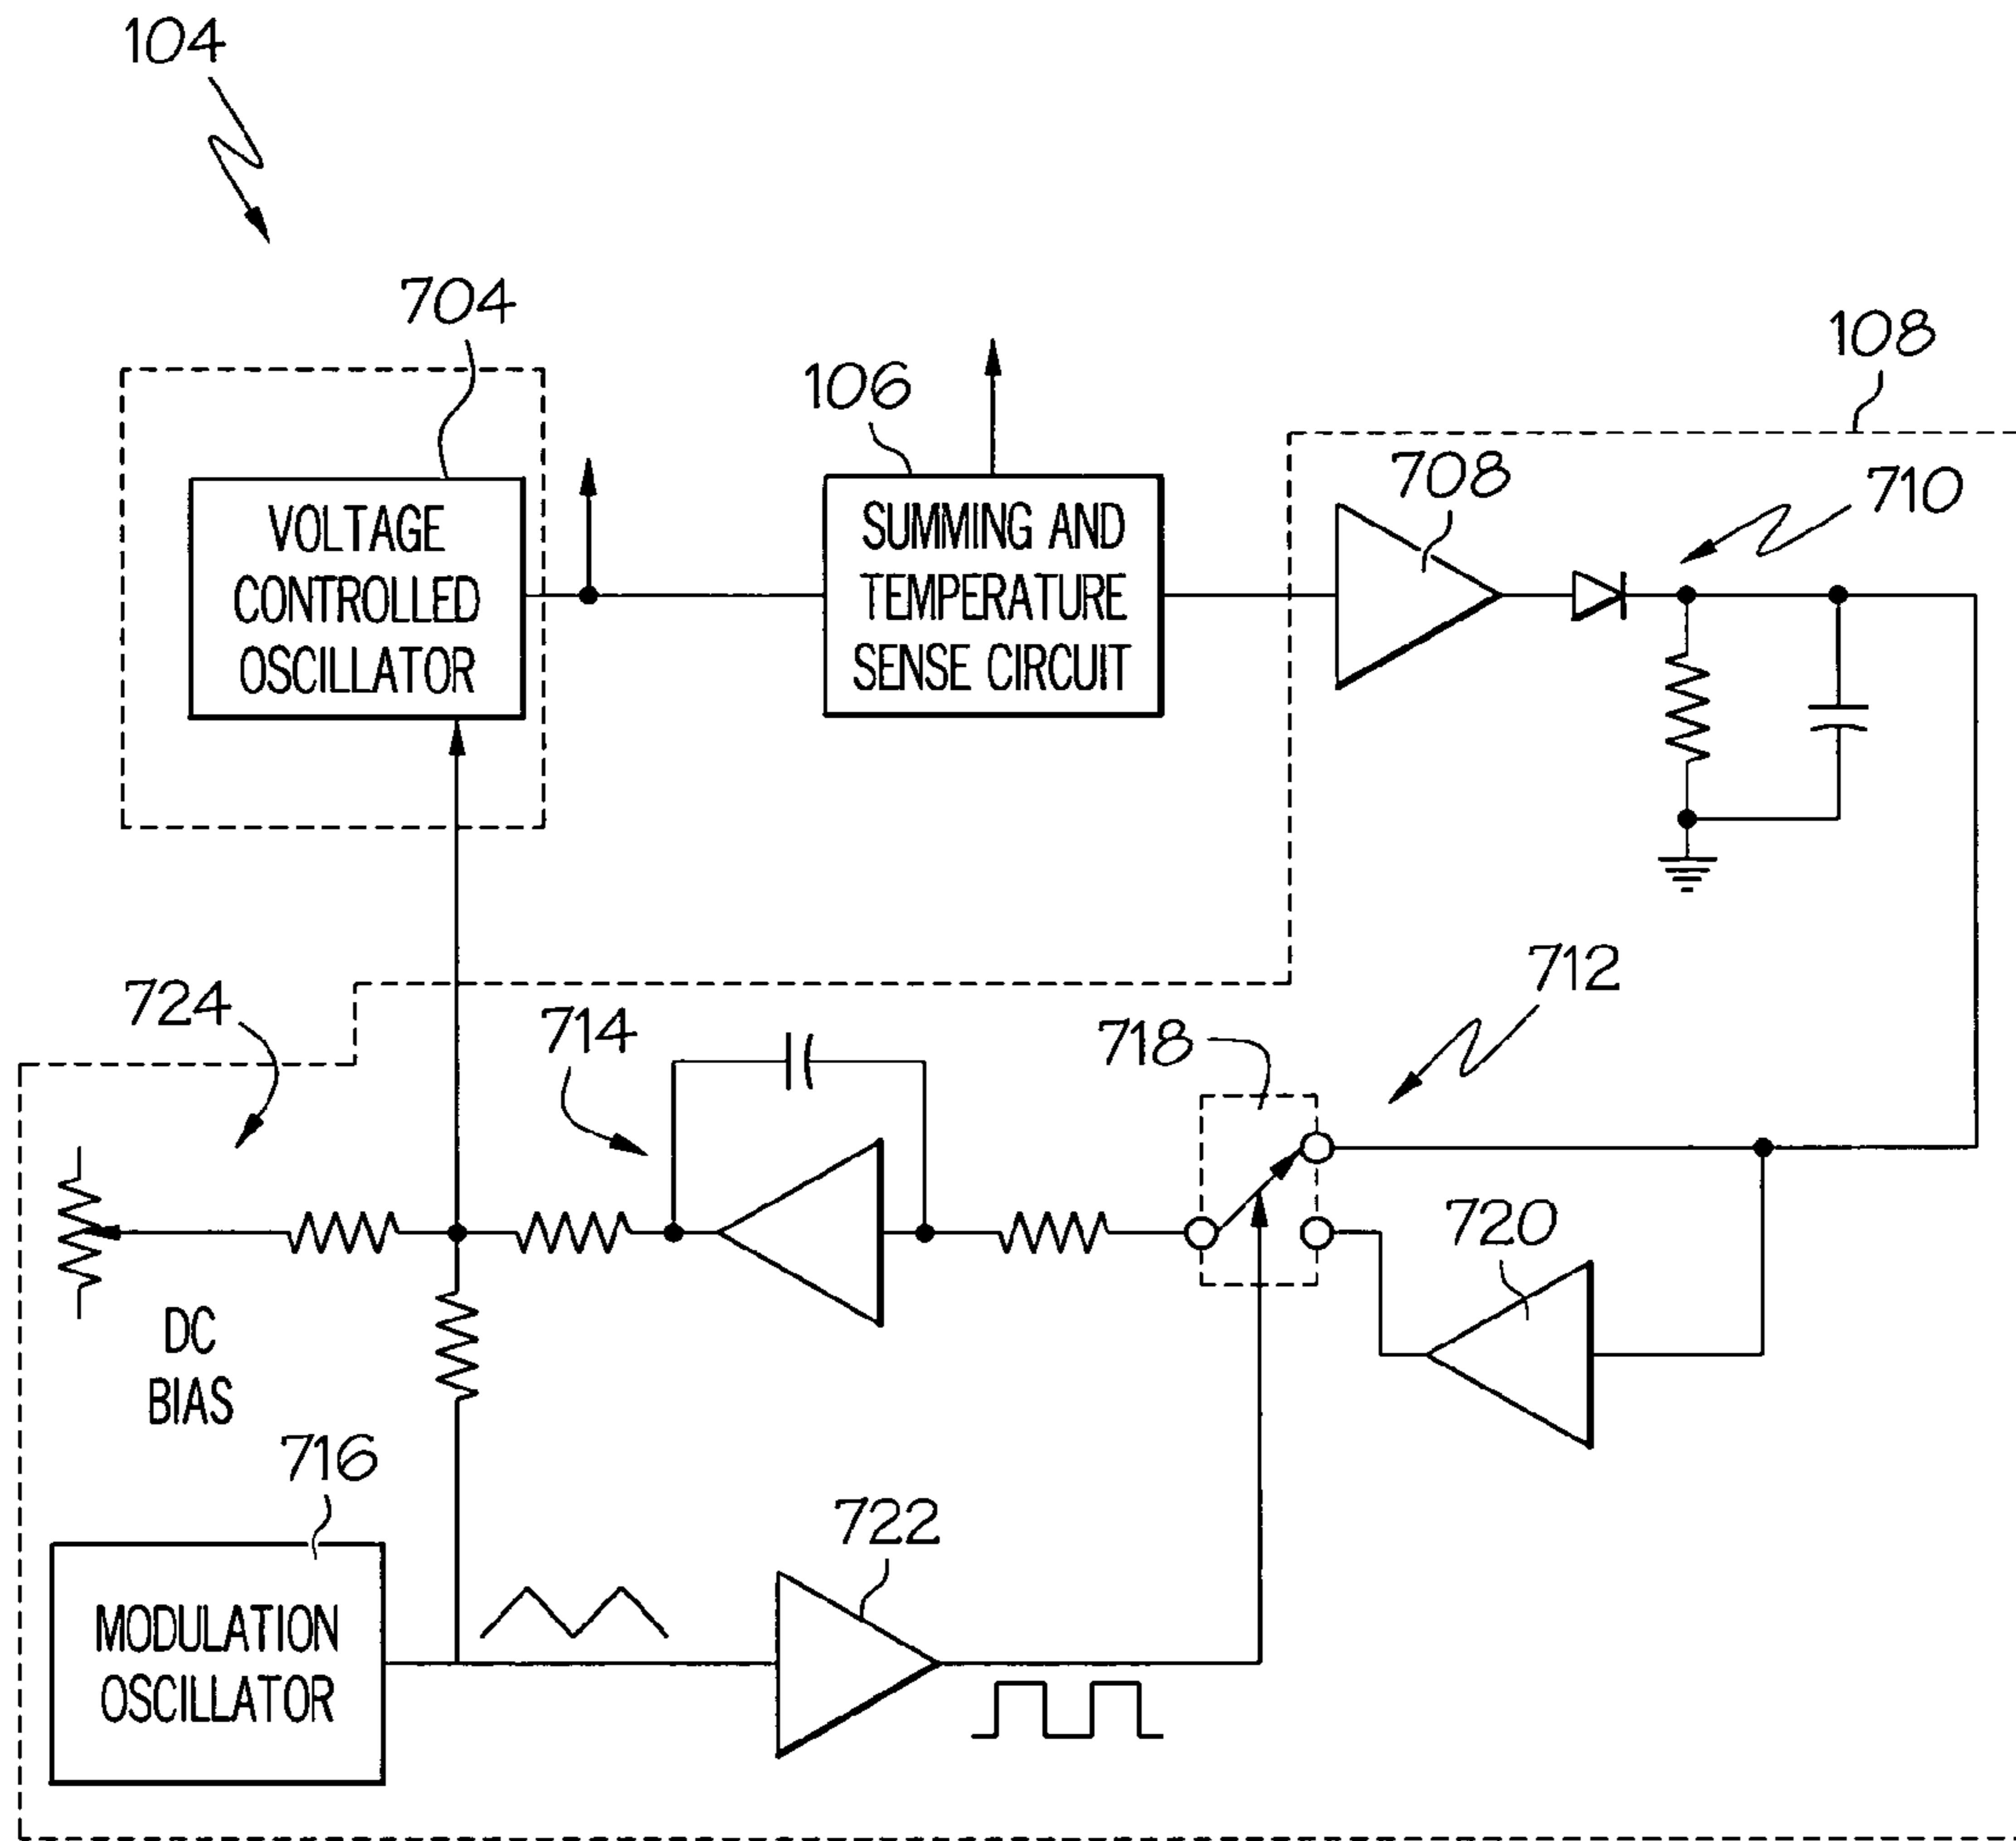 104
704
106
108
708
710
VOLTAGE
CONTROLLED
OSCILLATOR
SUMMING AND
TEMPERATURE
SENSE CIRCUIT
724
714
718
712
720
DC
BIAS
716
722
MODULATION
OSCILLATOR